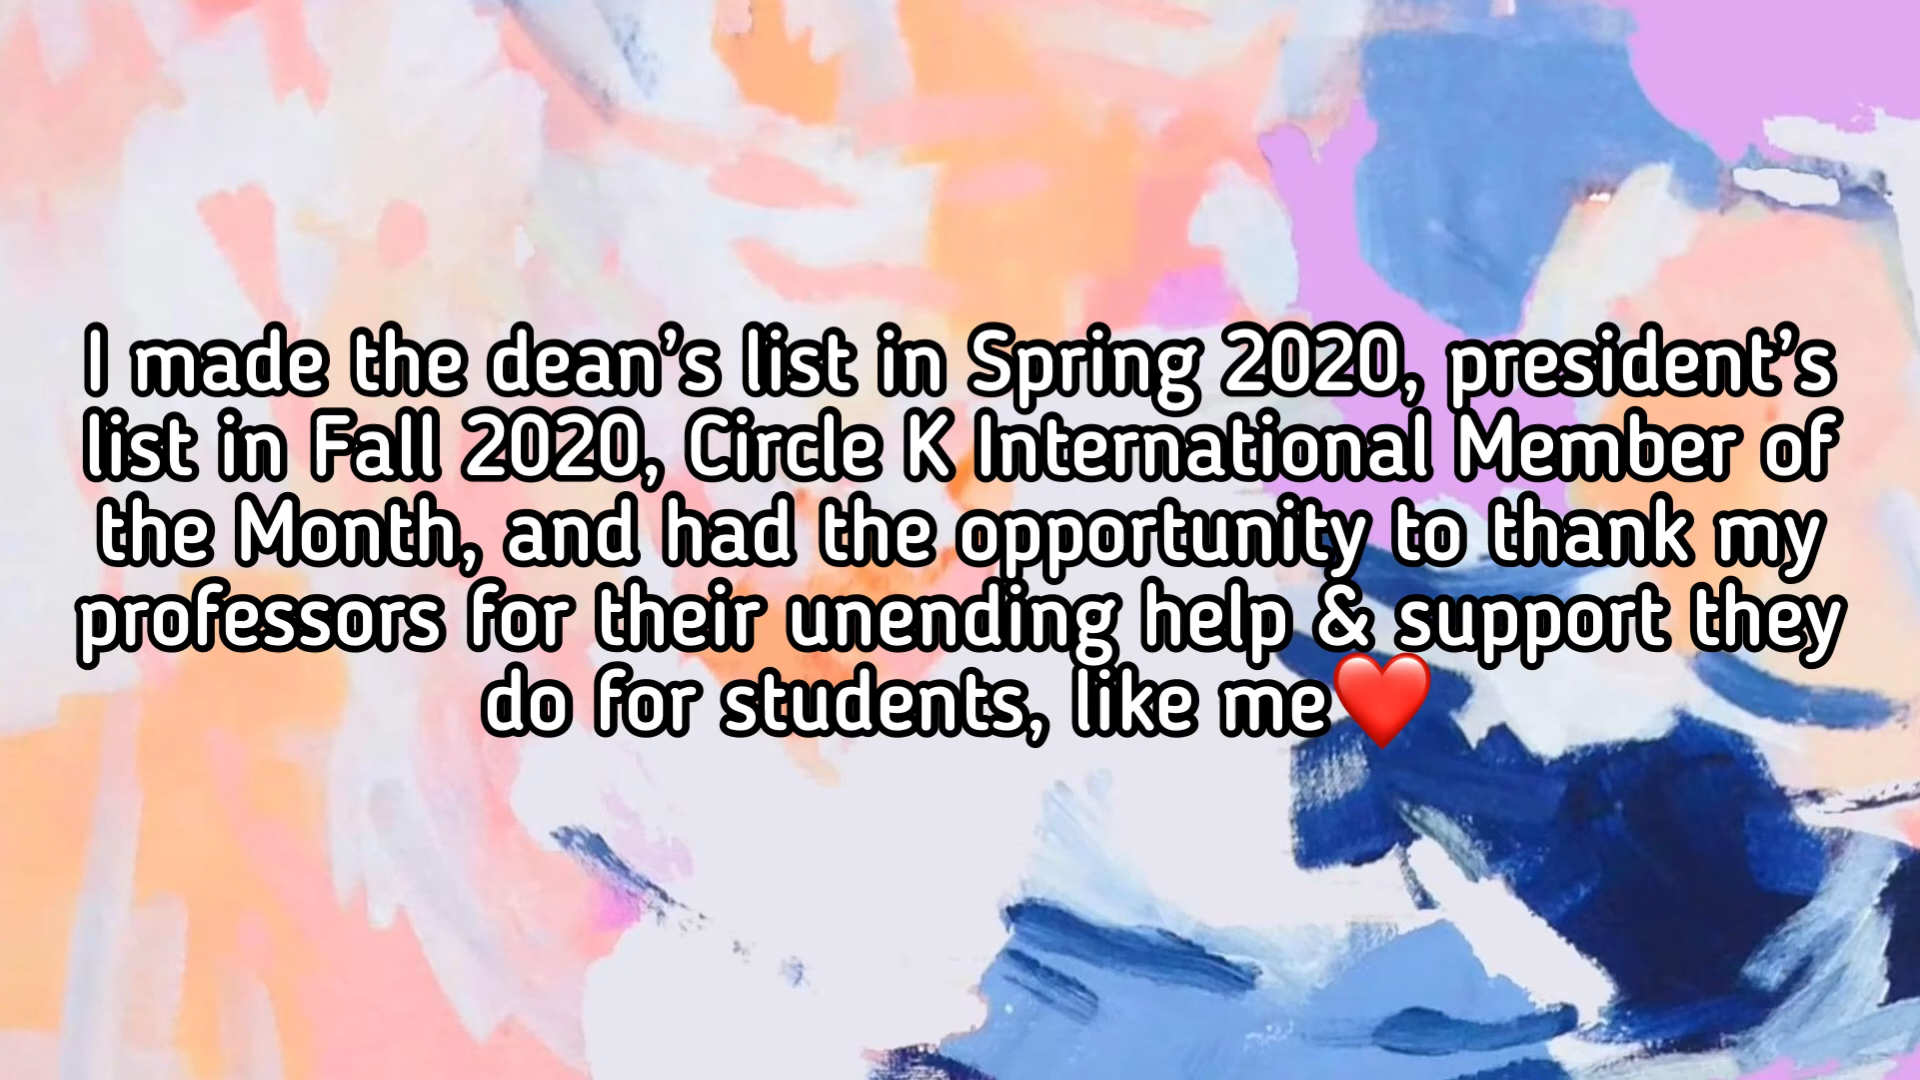 I made the dean’s list in Spring 2020, president’s
list in Fall 2020, Circle K International Member of
the Month, and had the opportunity to thank my
professors for their unending help & support they
do for students, like me❤️